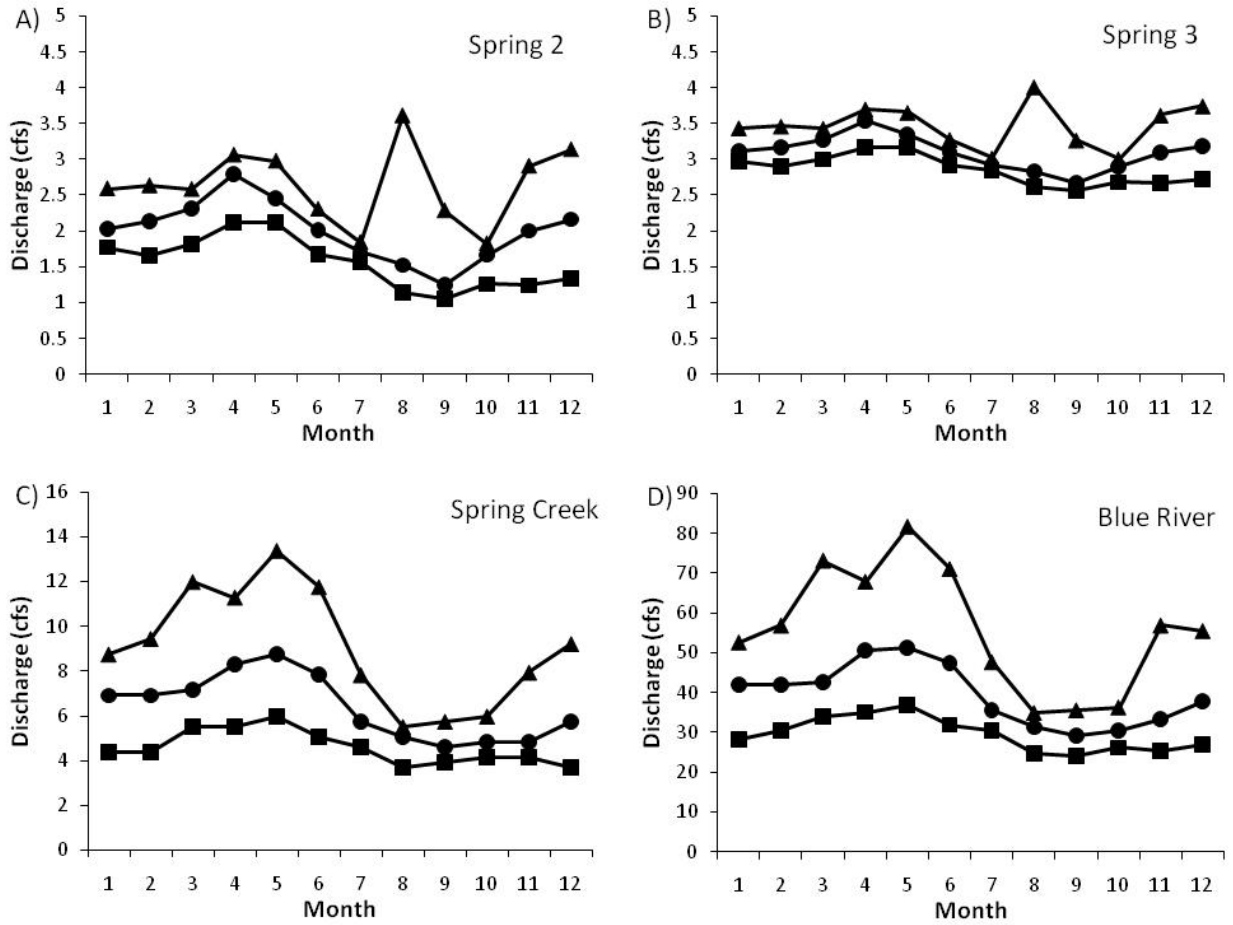 A)
Spring 2
5
4.5
4
3.5
3
2.5
2
1.5
1
0.5
0
Discharge (cfs)
1 2 3 4 5 6 7 8 9 10 11 12
Month
B)
Spring 3
5
4.5
4
3.5
3
2.5
2
1.5
1
0.5
0
Discharge (cfs)
1 2 3 4 5 6 7 8 9 10 11 12
Month
C)
Spring Creek
16
14
12
10
8
6
4
2
0
Discharge (cfs)
1 2 3 4 5 6 7 8 9 10 11 12
Month
D)
Blue River
90
80
70
60
50
40
30
20
10
0
Discharge (cfs)
1 2 3 4 5 6 7 8 9 10 11 12
Month